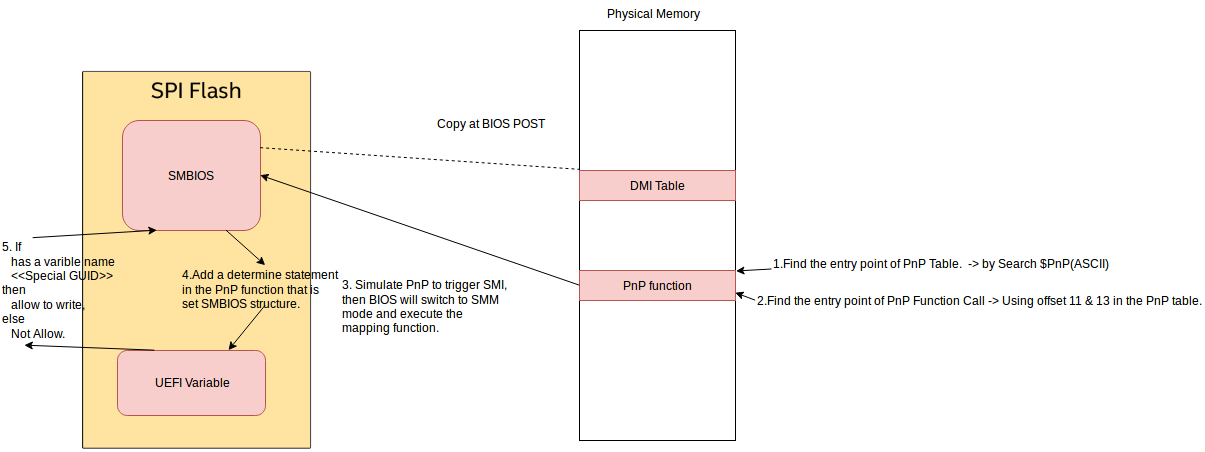 Physical Memory
SPI Flash
Copy at BIOS POST
SMBIOS
DMI Table
5. If
has a varible name
<<Special GUID>>
then
allow to write,
else
Not Allow.
4.Add a determine statement
in the PnP function that is
set SMBIOS structure.
3. Simulate PnP to trigger SMI,
then BIOS will switch to SMM
mode and execute the
mapping function.
PnP function
1.Find the entry point of PnP Table. -> by Search $PnP(ASCII)
2.Find the entry point of PnP Function Call -> Using offset 11 & 13 in the PnP table.
UEFI Variable